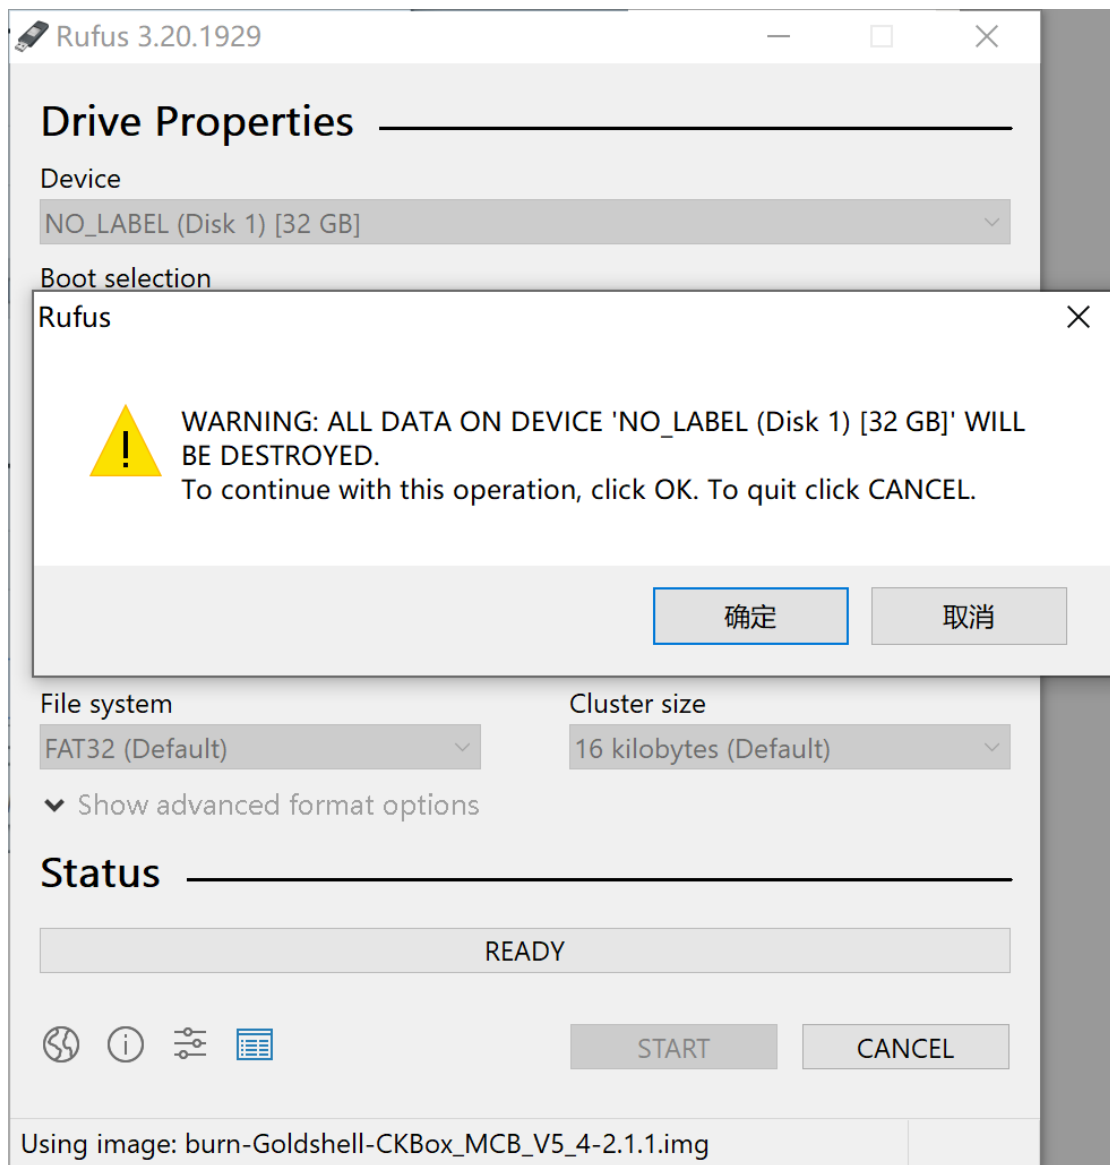 Rufus 3.20.1929
Drive Properties
Device
NO_LABEL (Disk 1) [32 GB]
Boot selection
Rufus
WARNING: ALL DATA ON DEVICE 'NO_LABEL (Disk 1) [32 GB]' WILL
BE DESTROYED.
To continue with this operation, click OK. To quit click CANCEL.
确定 取消
File system Cluster size
FAT32 (Default) 16 kilobytes (Default)
Show advanced format options
Status
READY
START CANCEL
Using image: burn-Goldshell-CKBox_MCB_V5_4-2.1.1.img